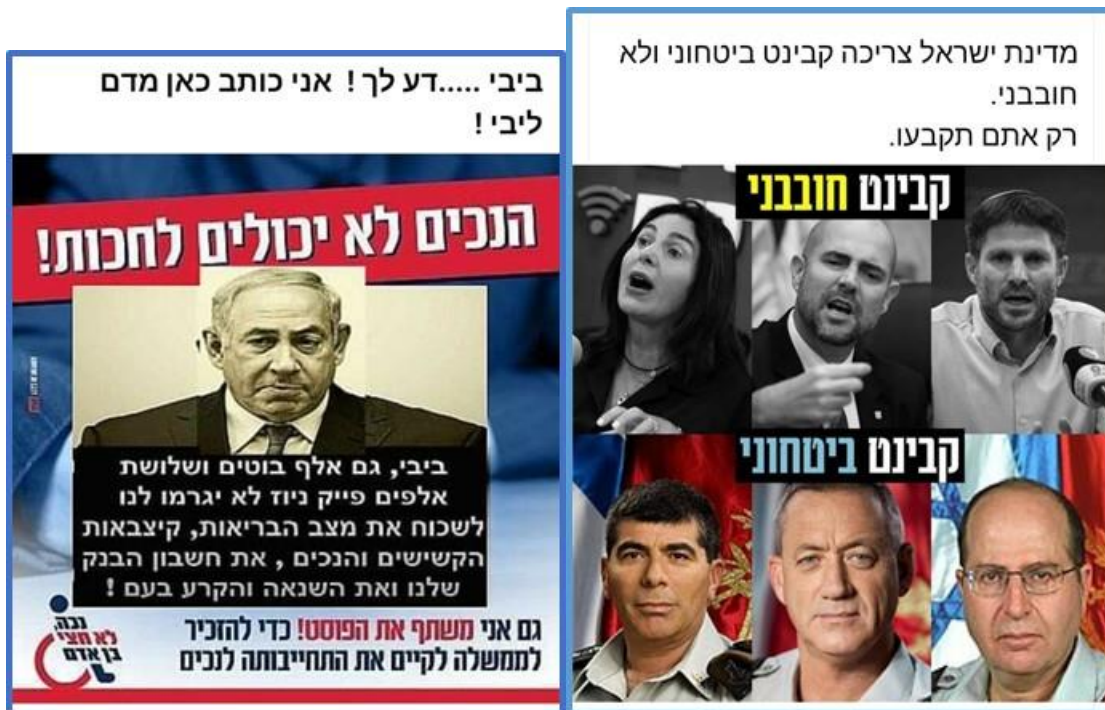 מדינת ישראל צריכה קבינט ביטחוני ולא
חובבני.
רק אתם תקבעו.
קבינט חובבני
קבינט ביטחוני
ביבי .....דע לך ! אני כותב כאן מדם
ליבי !
הנכים לא יכולים לחכות!
ביבי, גם אלף בוטים ושלושת
אלפים פייק ניוז לא יגרמו לנו
לשכוח את מצב הבריאות, קיצבאות
הקשישים והנכים , את חשבון הבנק
שלנו ואת השנאה והקרע בעם !
גם אני משתף את הפוסט! כדי להזכיר
לממשלה לקיים את התחייבותה לנכים
נכה,
לא חצי
בן אדם